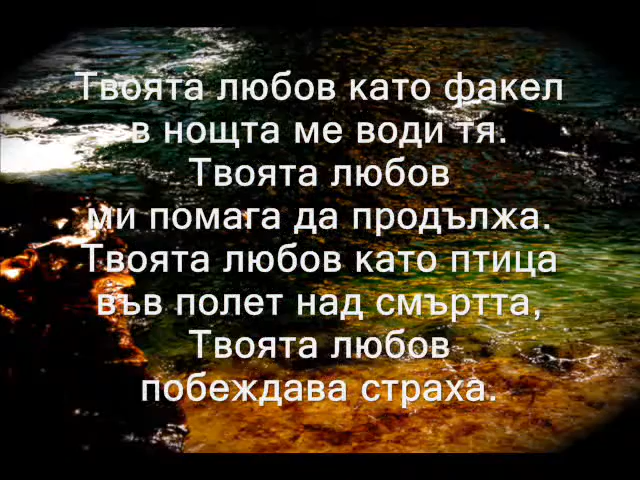 Твоята любов като факел
в нощта ме води тя.
Твоята любов
ми помага да продължа.
Твоята любов като птица
във полет над смъртта,
Твоята любов
побеждава страха.